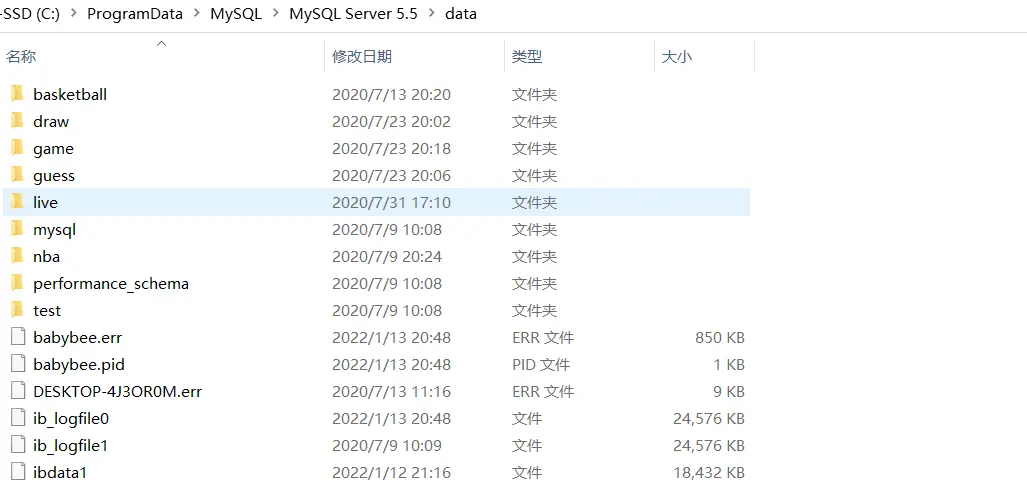 -SSD (C:) > ProgramData > MySQL > MySQL Server 5.5 > data
名称 修改日期 类型 大小
basketball 2020/7/13 20:20 文件夹
draw 2020/7/23 20:02 文件夹
game 2020/7/23 20:18 文件夹
guess 2020/7/23 20:06 文件夹
live 2020/7/31 17:10 文件夹
mysql 2020/7/9 10:08 文件夹
nba 2020/7/9 20:24 文件夹
performance_schema 2020/7/9 10:08 文件夹
test 2020/7/9 10:08 文件夹
babybee.err 2022/1/13 20:48 ERR 文件 850 KB
babybee.pid 2022/1/13 20:48 PID 文件 1 KB
DESKTOP-4J3OR0M.err 2020/7/13 11:16 ERR 文件 9 KB
ib_logfile0 2022/1/13 20:48 文件 24,576 KB
ib_logfile1 2020/7/9 10:09 文件 24,576 KB
ibdata1 2022/1/12 21:16 文件 18,432 KB